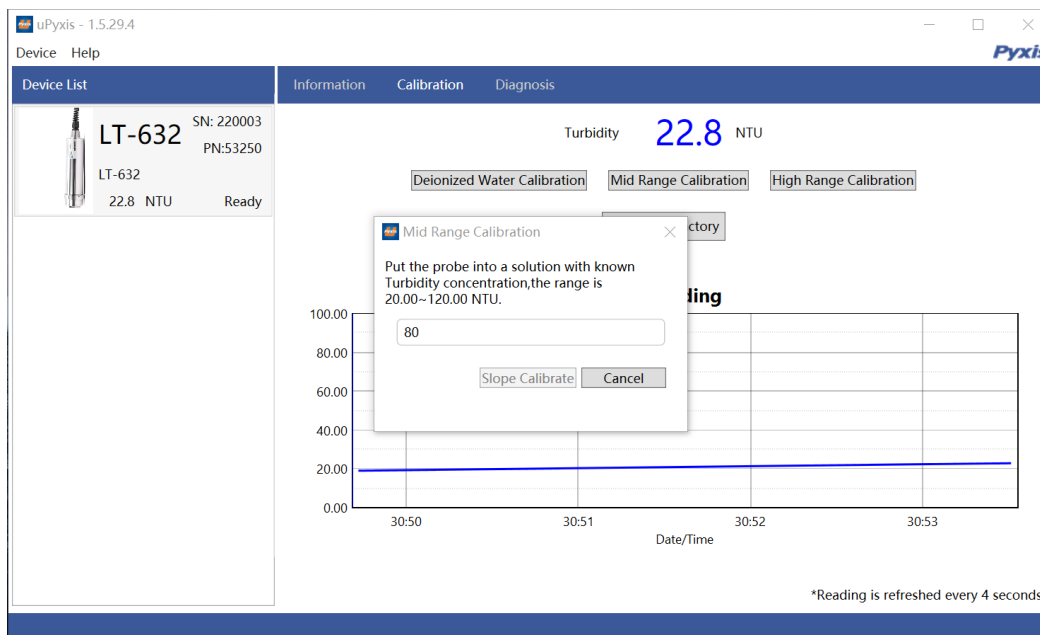 uPyxis - 1.5.29.4
Device Help
Device List
Information Calibration Diagnosis
LT-632
SN: 220003
PN:53250
LT-632
22.8 NTU Ready
Turbidity 22.8 NTU
Deionized Water Calibration Mid Range Calibration High Range Calibration
Mid Range Calibration
Put the probe into a solution with known
Turbidity concentration,the range is
20.00~120.00 NTU.
80
Slope Calibrate Cancel
100.00
80.00
60.00
40.00
20.00
0.00
30:50 30:51 30:52 30:53
Date/Time
*Reading is refreshed every 4 seconds